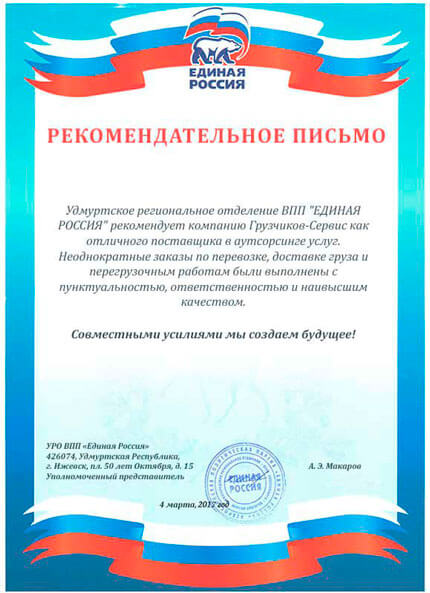 ЕДИНАЯ
РОССИЯ
РЕКОМЕНДАТЕЛЬНОЕ ПИСЬМО
Удмуртское региональное отделение ВПП "ЕДИНАЯ
РОССИЯ" рекомендует компанию Грузчиков-Сервис как
отличного поставщика в аутсорсинге услуг.
Неоднократные заказы по перевозке, доставке груза и
перегрузочным работам были выполнены с
пунктуальностью, ответственностью и наивысшим
качеством.
Совместными усилиями мы создаем будущее!
УРО ВПП «Единая Россия»
426074, Удмуртская Республика,
г. Ижевск, пл. 50 лет Октября, д. 15
Уполномоченный представитель
А. Э. Макаров
ЕДИНАЯ
РОССИЯ
4 марта, 2017 год